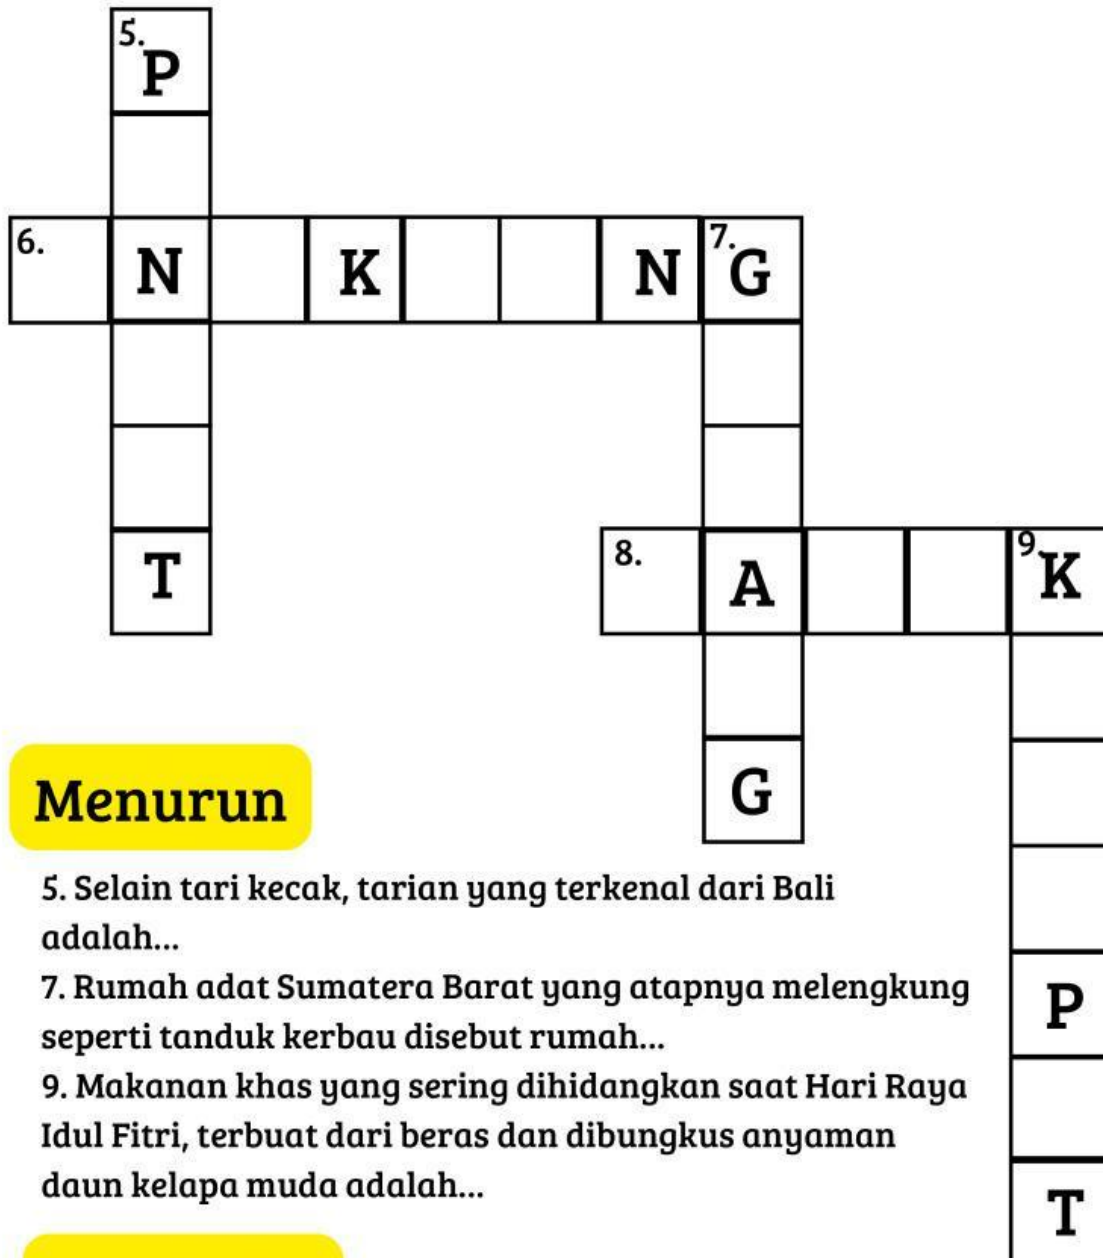 5.
P
6. N K N 7. G
T
8. A 9. K
G
P
T
Menurun
5. Selain tari kecak, tarian yang terkenal dari Bali
adalah...
7. Rumah adat Sumatera Barat yang atapnya melengkung
seperti tanduk kerbau disebut rumah...
9. Makanan khas yang sering dihidangkan saat Hari Raya
Idul Fitri, terbuat dari beras dan dibungkus anyaman
daun kelapa muda adalah...